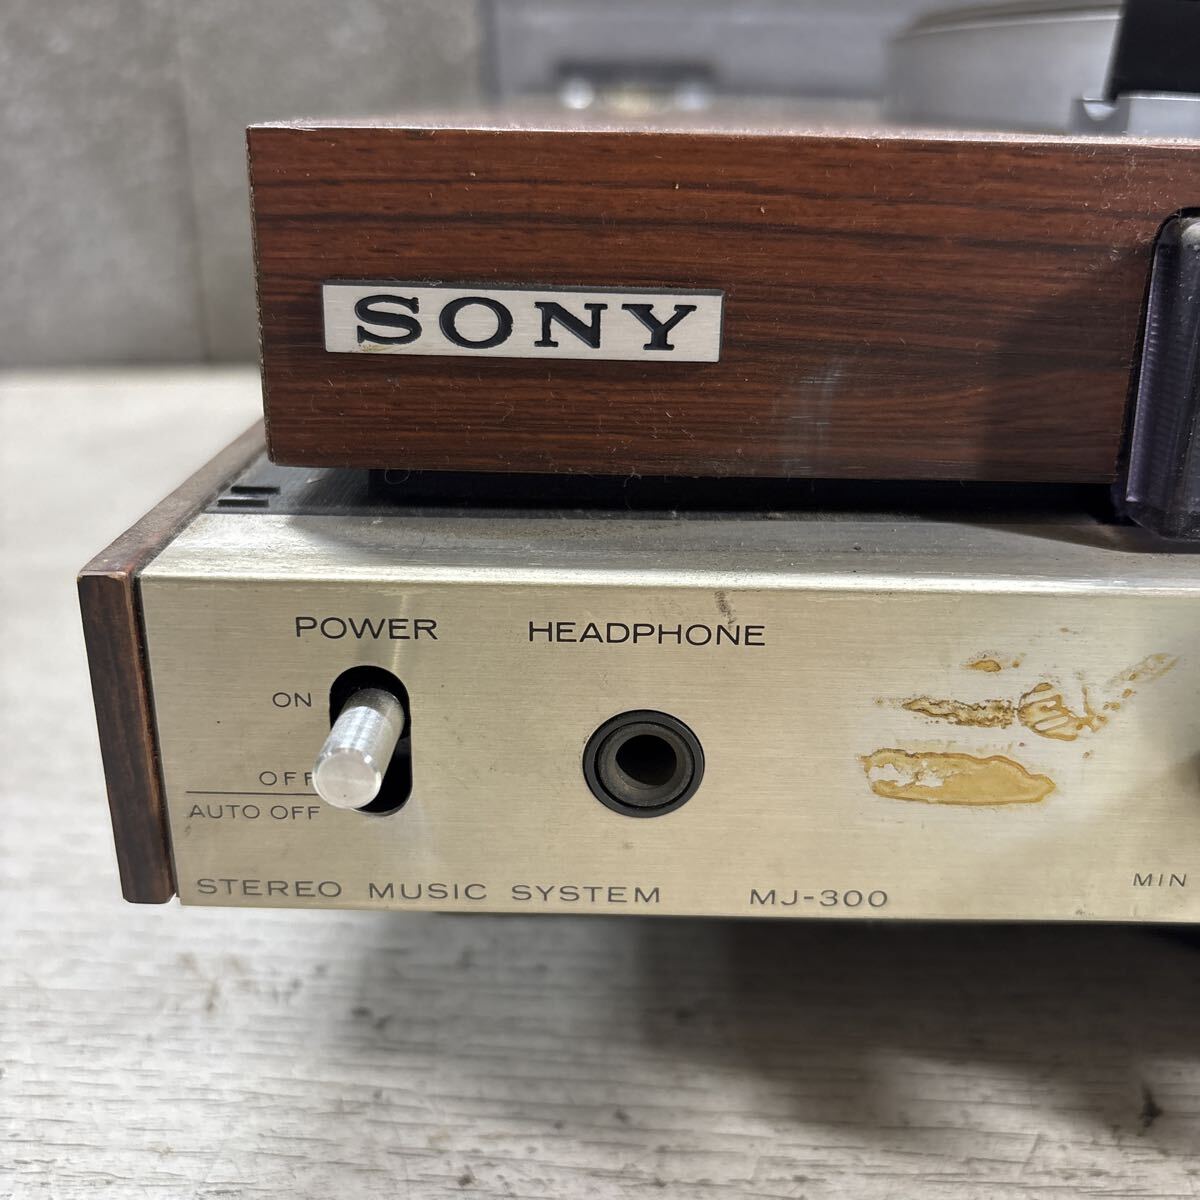 SONY
POWER
HEADPHONE
ON
OFF
AUTO OFF
STEREO MUSIC SYSTEM MJ-300
MIN